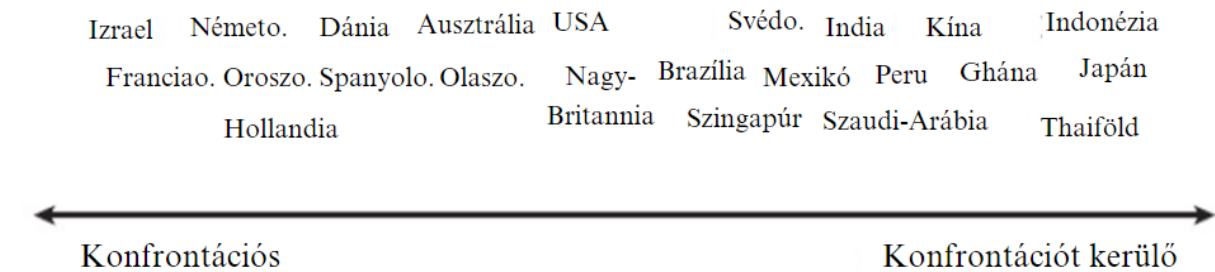 Izrael Németo. Dánia Ausztrália USA Svédo. India Kína Indonézia
Franciao. Oroszo. Spanyolo. Olaszo. Nagy- Brazília Mexikó Peru Ghána Japán
Hollandia Britannia Szingapúr Szaudi-Arábia Thaiföld
Konfrontációs Konfrontációt kerülő